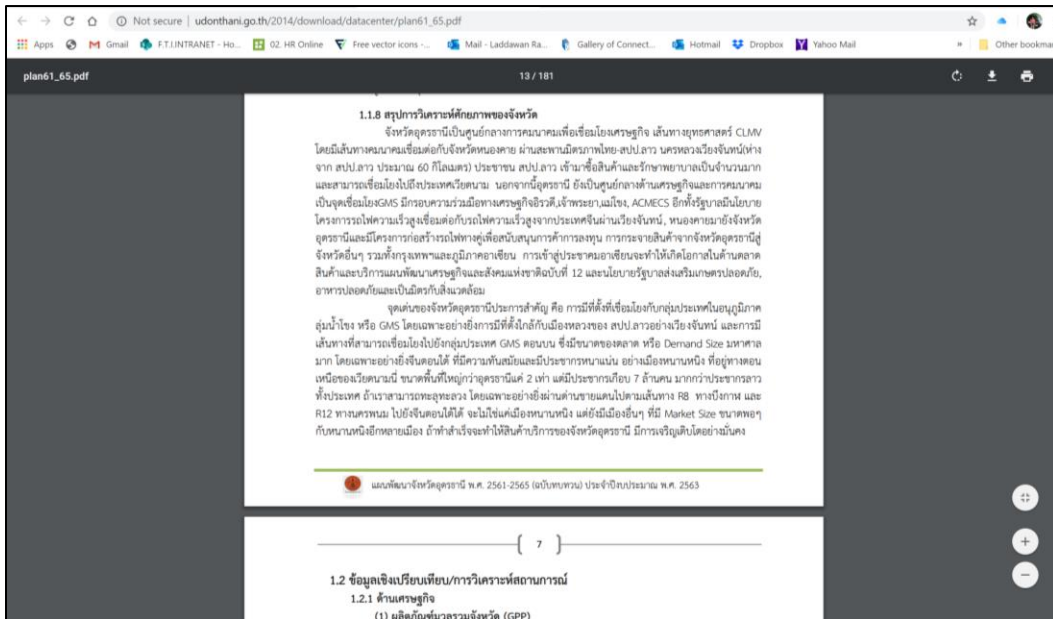 Not secure | udonthani.go.th/2014/download/datacenter/plan61_65.pdf
Apps Gmail F.T.I.INTRANET - Ho... 02. HR Online Free vector icons -... Mail - Laddawan Ra... Gallery of Connect... Hotmail Dropbox Yahoo Mail » Other bookmar
plan61_65.pdf 13 / 181
1.1.8 สรุปการวิเคราะห์ศักยภาพของจังหวัด
จังหวัดอุดรธานีเป็นศูนย์กลางการคมนาคมเพื่อเชื่อมโยงเศรษฐกิจ เส้นทางยุทธศาสตร์ CLMV
โดยมีเส้นทางคมนาคมเชื่อมต่อกับจังหวัดหนองคาย ผ่านสะพานมิตรภาพไทย-สปป.ลาว นครหลวงเวียงจันทน์(ห่าง
จาก สปป.ลาว ประมาณ 60 กิโลเมตร) ประชาชน สปป.ลาว เข้ามาซื้อสินค้าและรักษาพยาบาลเป็นจำนวนมาก
และสามารถเชื่อมโยงไปถึงประเทศเวียดนาม นอกจากนี้อุดรธานี ยังเป็นศูนย์กลางด้านเศรษฐกิจและการคมนาคม
เป็นจุดเชื่อมโยงGMS มีกรอบความร่วมมือทางเศรษฐกิจอิรวดี,เจ้าพระยา,แม่โขง, ACMECS อีกทั้งรัฐบาลมีนโยบาย
โครงการรถไฟความเร็วสูงเชื่อมต่อกับรถไฟความเร็วสูงจากประเทศจีนผ่านเวียงจันทน์, หนองคายมายังจังหวัด
อุดรธานีและมีโครงการก่อสร้างรถไฟทางคู่เพื่อสนับสนุนการค้าการลงทุน การกระจายสินค้าจากจังหวัดอุดรธานีสู่
จังหวัดอื่นๆ รวมทั้งกรุงเทพฯและภูมิภาคอาเซียน การเข้าสู่ประชาคมอาเซียนจะทำให้เกิดโอกาสในด้านตลาด
สินค้าและบริการแผนพัฒนาเศรษฐกิจและสังคมแห่งชาติฉบับที่ 12 และนโยบายรัฐบาลส่งเสริมเกษตรปลอดภัย,
อาหารปลอดภัยและเป็นมิตรกับสิ่งแวดล้อม
จุดเด่นของจังหวัดอุดรธานีประการสำคัญ คือ การมีที่ตั้งที่เชื่อมโยงกับกลุ่มประเทศในอนุภูมิภาค
ลุ่มน้ำโขง หรือ GMS โดยเฉพาะอย่างยิ่งการมีที่ตั้งใกล้กับเมืองหลวงของ สปป.ลาวอย่างเวียงจันทน์ และการมี
เส้นทางที่สามารถเชื่อมโยงไปยังกลุ่มประเทศ GMS ตอนบน ซึ่งมีขนาดของตลาด หรือ Demand Size มหาศาล
มาก โดยเฉพาะอย่างยิ่งจีนตอนใต้ ที่มีความทันสมัยและมีประชากรหนาแน่น อย่างเมืองหนานหนิง ที่อยู่ทางตอน
เหนือของเวียดนามนี่ ขนาดพื้นที่ใหญ่กว่าอุดรธานีแค่ 2 เท่า แต่มีประชากรเกือบ 7 ล้านคน มากกว่าประชากรลาว
ทั้งประเทศ ถ้าเราสามารถทะลุทะลวง โดยเฉพาะอย่างยิ่งผ่านด่านชายแดนไปตามเส้นทาง R8 ทางบึงกาฬ และ
R12 ทางนครพนม ไปยังจีนตอนใต้ได้ จะไม่ใช่แค่เมืองหนานหนิง แต่ยังมีเมืองอื่นๆ ที่มี Market Size ขนาดพอๆ
กับหนานหนิงอีกหลายเมือง ถ้าทำสำเร็จจะทำให้สินค้าบริการของจังหวัดอุดรธานี มีการเจริญเติบโตอย่างมั่นคง
แผนพัฒนาจังหวัดอุดรธานี พ.ศ. 2561-2565 (ฉบับทบทวน) ประจำปีงบประมาณ พ.ศ. 2563
7
1.2 ข้อมูลเชิงเปรียบเทียบ/การวิเคราะห์สถานการณ์
1.2.1 ด้านเศรษฐกิจ
(1) ผลิตภัณฑ์มวลรวมจังหวัด (GPP)